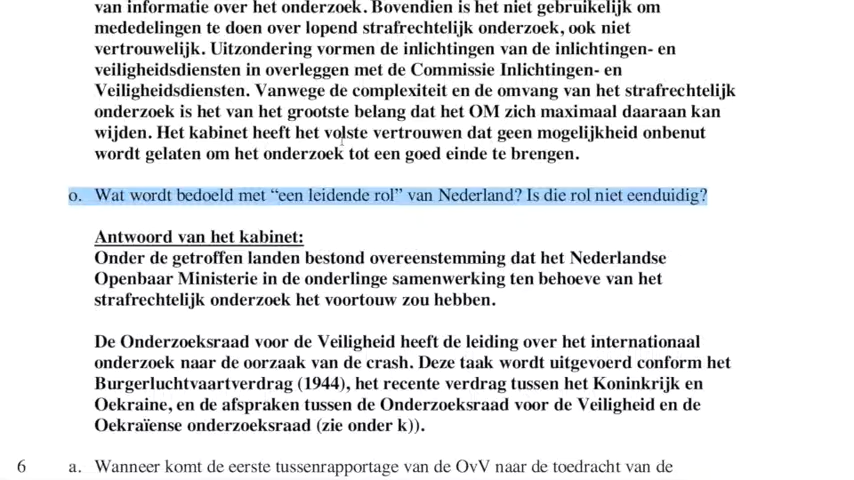 van informatie over het onderzoek. Bovendien is het niet gebruikelijk om
mededelingen te doen over lopend strafrechtelijk onderzoek, ook niet
vertrouwelijk. Uitzondering vormen de inlichtingen van de inlichtingen- en
veiligheidsdiensten in overleggen met de Commissie Inlichtingen- en
Veiligheidsdiensten. Vanwege de complexiteit en de omvang van het strafrechtelijk
onderzoek is het van het grootste belang dat het OM zich maximaal daaraan kan
wijden. Het kabinet heeft het volste vertrouwen dat geen mogelijkheid onbenut
wordt gelaten om het onderzoek tot een goed einde te brengen.
o. Wat wordt bedoeld met “een leidende rol” van Nederland? Is die rol niet eenduidig?
Antwoord van het kabinet:
Onder de getroffen landen bestond overeenstemming dat het Nederlandse
Openbaar Ministerie in de onderlinge samenwerking ten behoeve van het
strafrechtelijk onderzoek het voortouw zou hebben.
De Onderzoeksraad voor de Veiligheid heeft de leiding over het internationaal
onderzoek naar de oorzaak van de crash. Deze taak wordt uitgevoerd conform het
Burgerluchtvaartverdrag (1944), het recente verdrag tussen het Koninkrijk en
Oekraine, en de afspraken tussen de Onderzoeksraad voor de Veiligheid en de
Oekraïense onderzoeksraad (zie onder k)).
6 a. Wanneer komt de eerste tussenrapportage van de OvV naar de toedracht van de